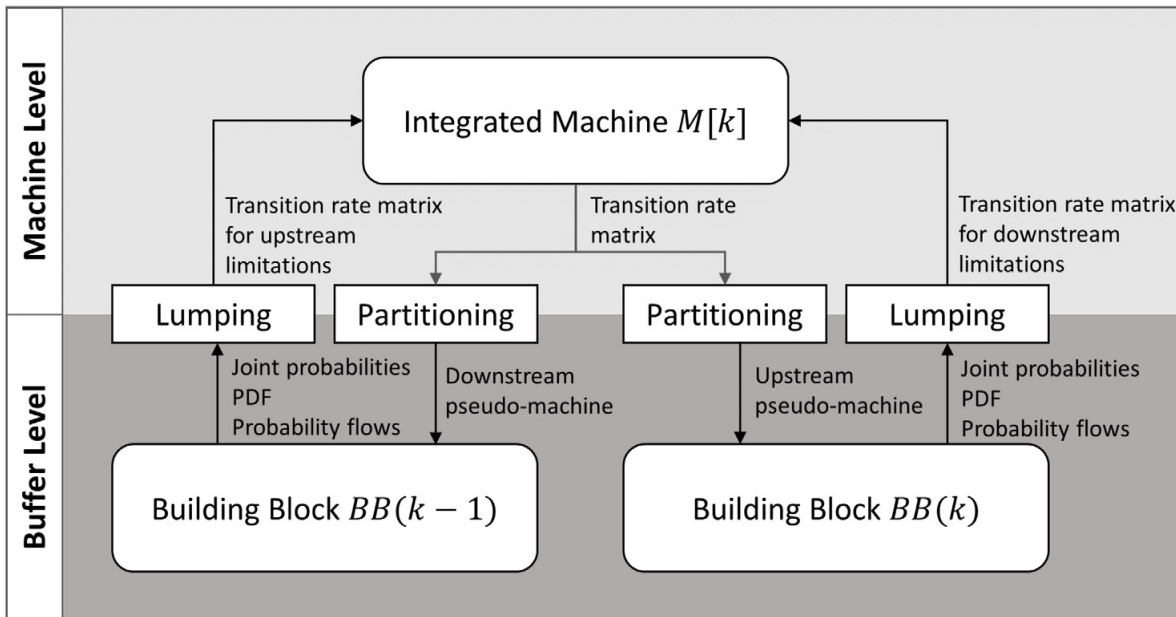 Machine Level
Integrated Machine M[k]
Transition rate matrix
for upstream
limitations
Transition rate
matrix
Transition rate matrix
for downstream
limitations
Lumping
Partitioning
Partitioning
Lumping
Buffer Level
Joint probabilities
PDF
Probability flows
Downstream
pseudo-machine
Upstream
pseudo-machine
Joint probabilities
PDF
Probability flows
Building Block BB(k − 1)
Building Block BB(k)